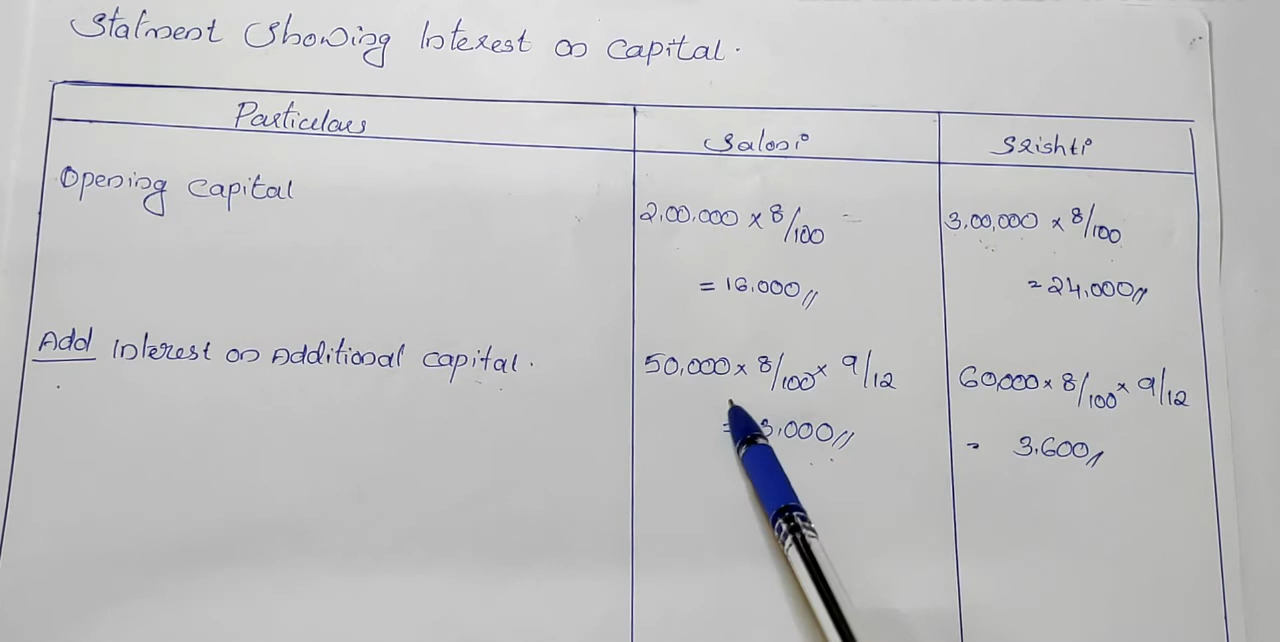 Statment Showing Interest on Capital.
Particulars Saloni Srishti
Opening Capital
2,00,000 x 8/100 3,00,000 x 8/100
= 16,000// = 24,000//
Add Interest on Additional Capital.
50,000 x 8/100 x 9/12 60,000 x 8/100 x 9/12
= 3,000// = 3,600//